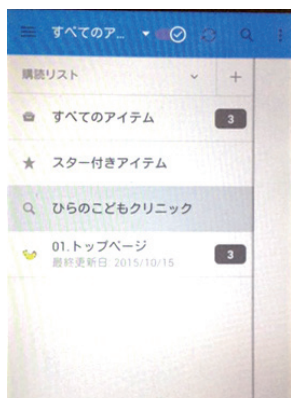 すべてのア...
購読リスト
すべてのアイテム
3
スター付きアイテム
ひらのこどもクリニック
01.トップページ
3
最終更新日: 2015/10/15